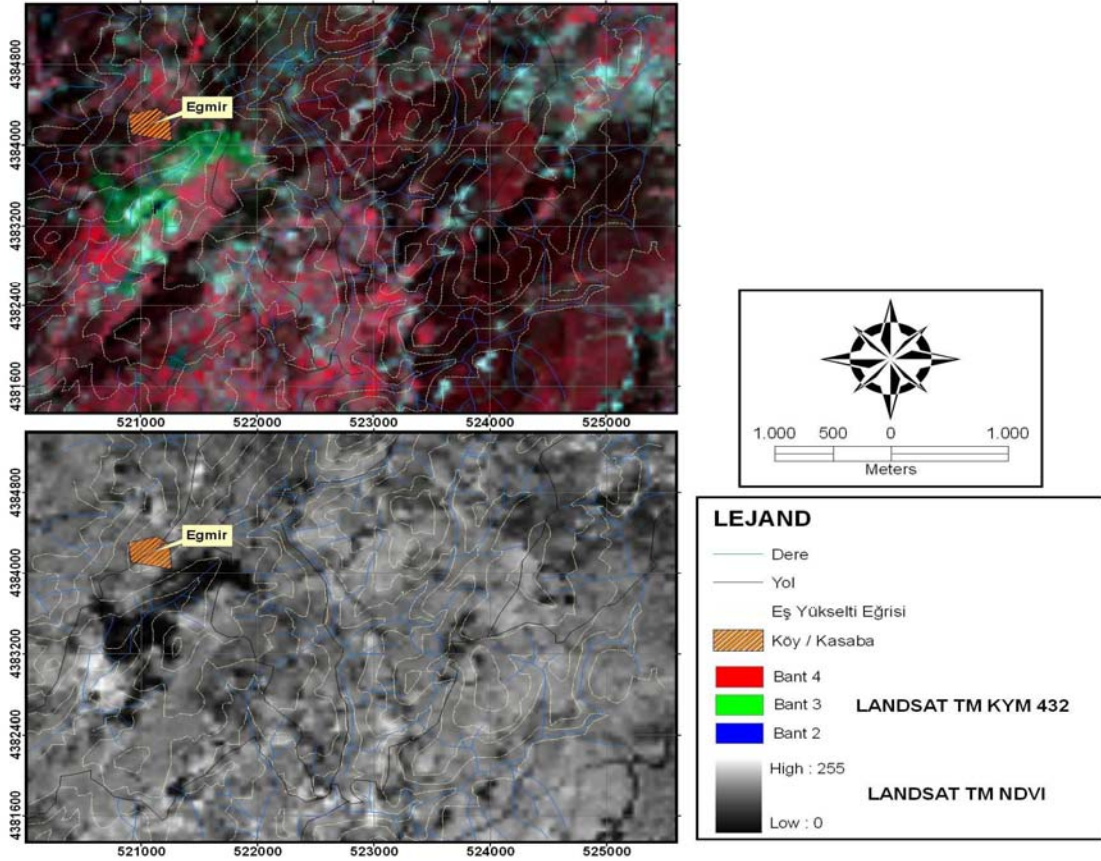 4384800
4384000
4383200
4382400
4381600
Egmir
521000 522000 523000 524000 525000
4384800
4384000
4383200
4382400
4381600
Egmir
521000 522000 523000 524000 525000
1.000 500 0 1.000
Meters
LEJAND
Dere
Yol
Eş Yükselti Eğrisi
Köy / Kasaba
Bant 4
Bant 3
Bant 2
LANDSAT TM KYM 432
High : 255
Low : 0
LANDSAT TM NDVI